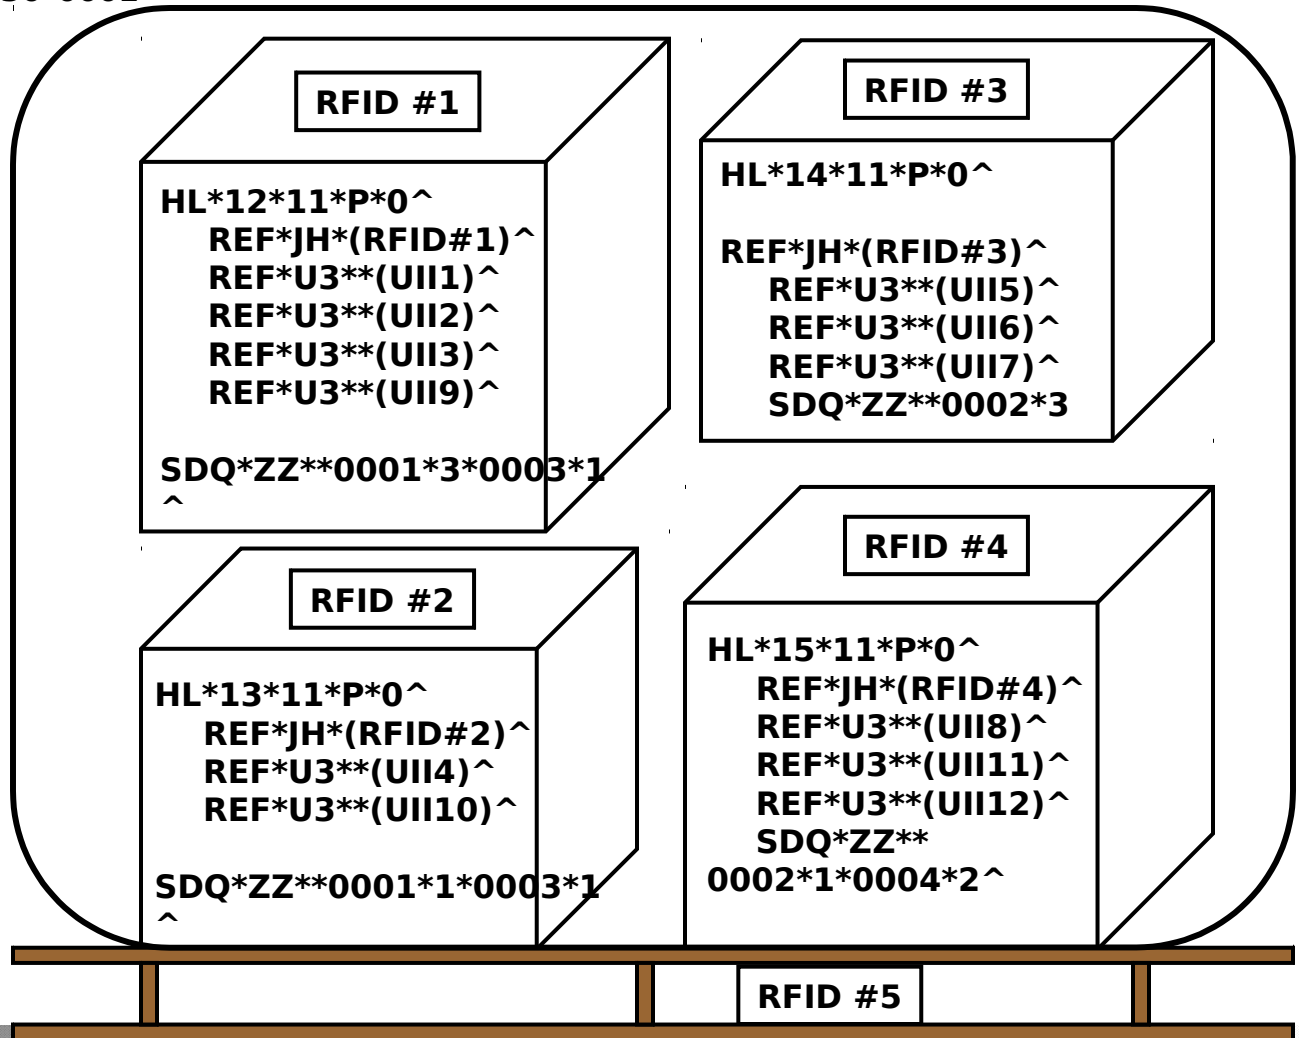 RFID #1
HL*12*11*P*0^
REF*JH*(RFID#1)^
REF*U3**(UII1)^
REF*U3**(UII2)^
REF*U3**(UII3)^
REF*U3**(UII9)^
SDQ*ZZ**0001*3*0003*1
^
RFID #3
HL*14*11*P*0^
REF*JH*(RFID#3)^
REF*U3**(UII5)^
REF*U3**(UII6)^
REF*U3**(UII7)^
SDQ*ZZ**0002*3
RFID #2
HL*13*11*P*0^
REF*JH*(RFID#2)^
REF*U3**(UII4)^
REF*U3**(UII10)^
SDQ*ZZ**0001*1*0003*1
^
RFID #4
HL*15*11*P*0^
REF*JH*(RFID#4)^
REF*U3**(UII8)^
REF*U3**(UII11)^
REF*U3**(UII12)^
SDQ*ZZ**
0002*1*0004*2^
RFID #5